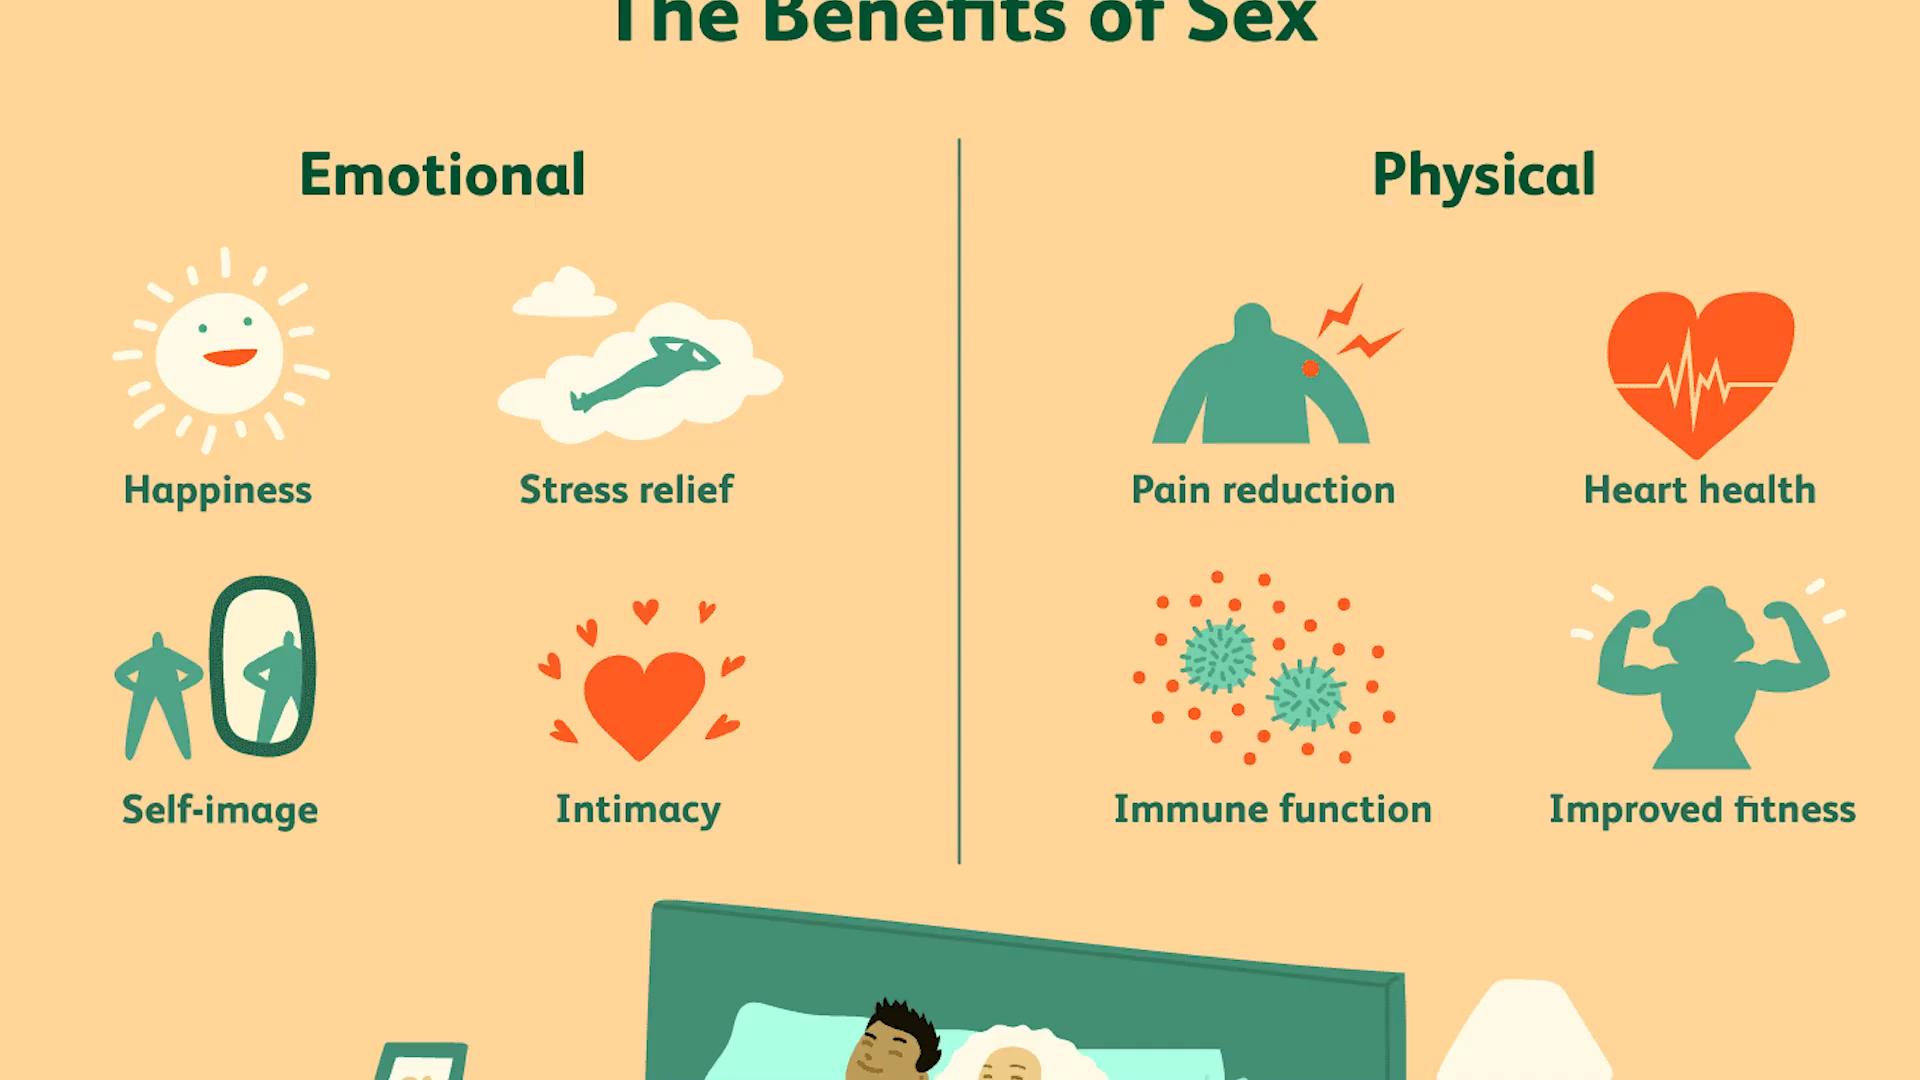 The Benefits of Sex
Emotional
Physical
Happiness
Stress relief
Pain reduction
Heart health
Self-image
Intimacy
Immune function
Improved fitness